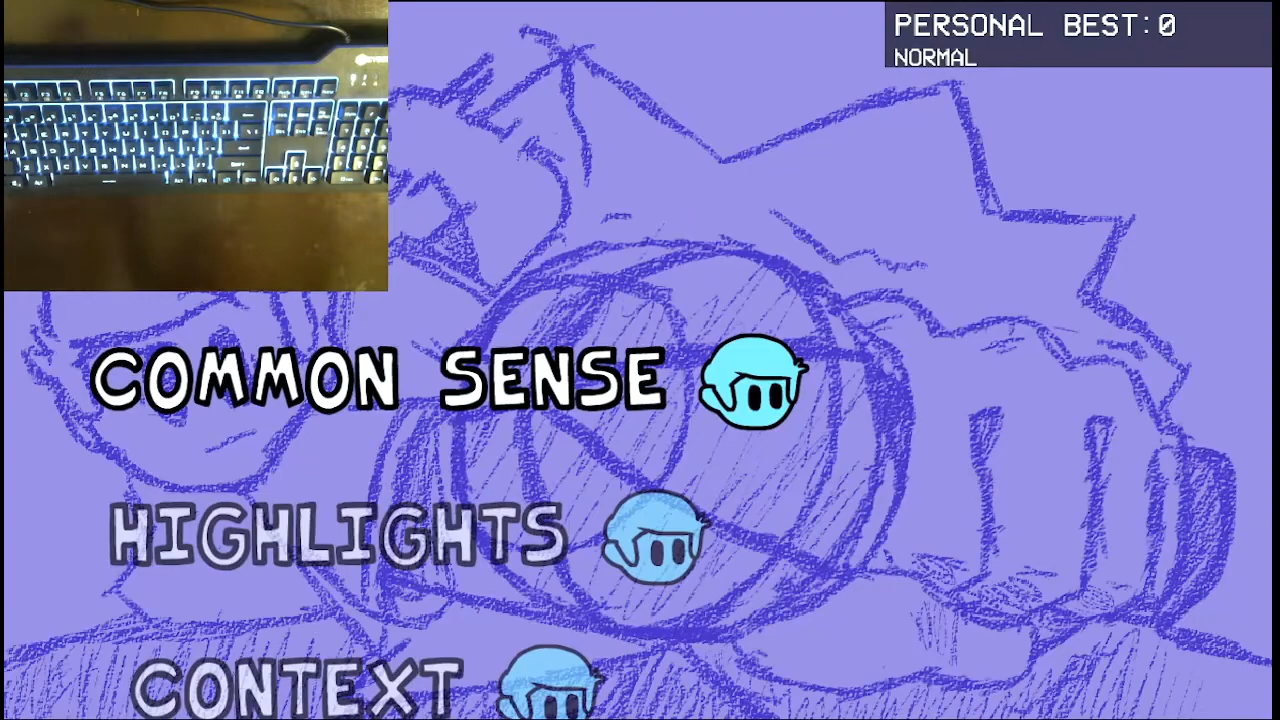 PERSONAL BEST:0
NORMAL
COMMON SENSE
HIGHLIGHTS
CONTEXT